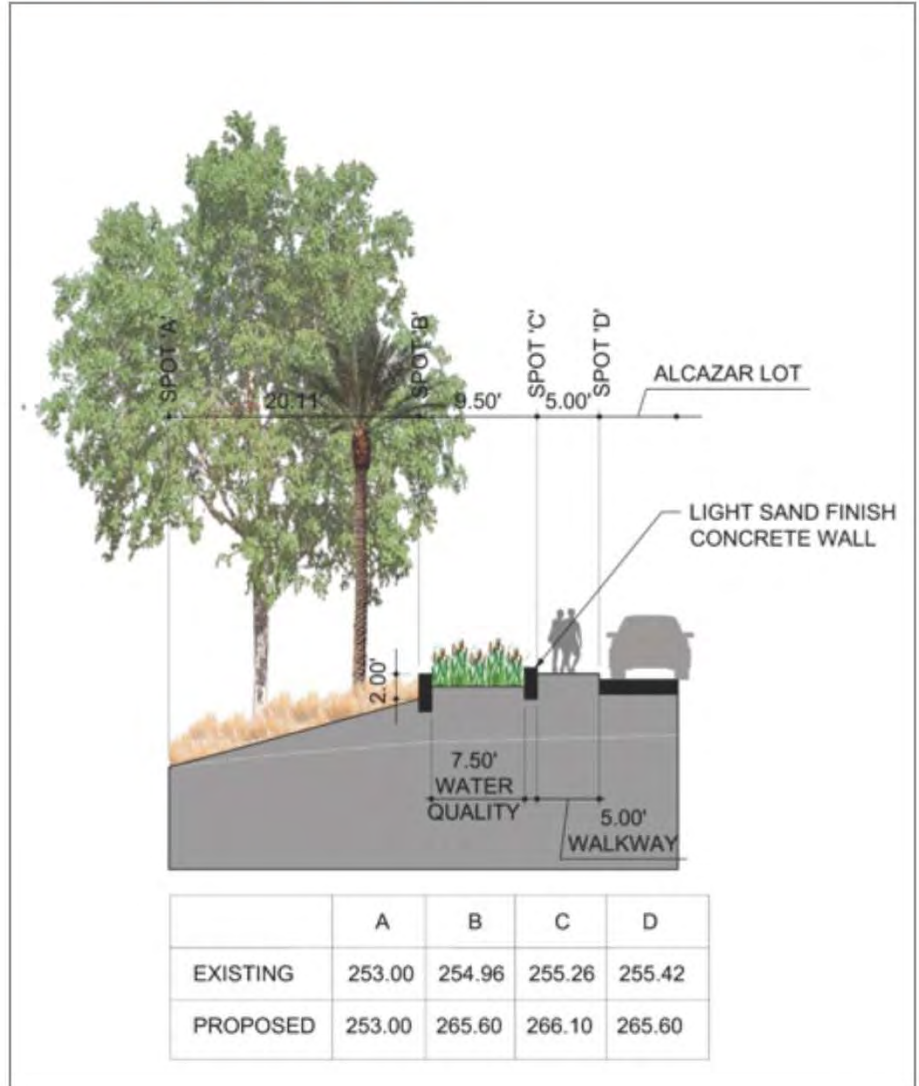 SPOT 'A'
SPOT 'B'
SPOT 'C'
SPOT 'D'
20.11'
9.50'
5.00'
ALCAZAR LOT
LIGHT SAND FINISH
CONCRETE WALL
2.00'
7.50'
WATER
QUALITY
5.00'
WALKWAY
A B C D
EXISTING 253.00 254.96 255.26 255.42
PROPOSED 253.00 265.60 266.10 265.60